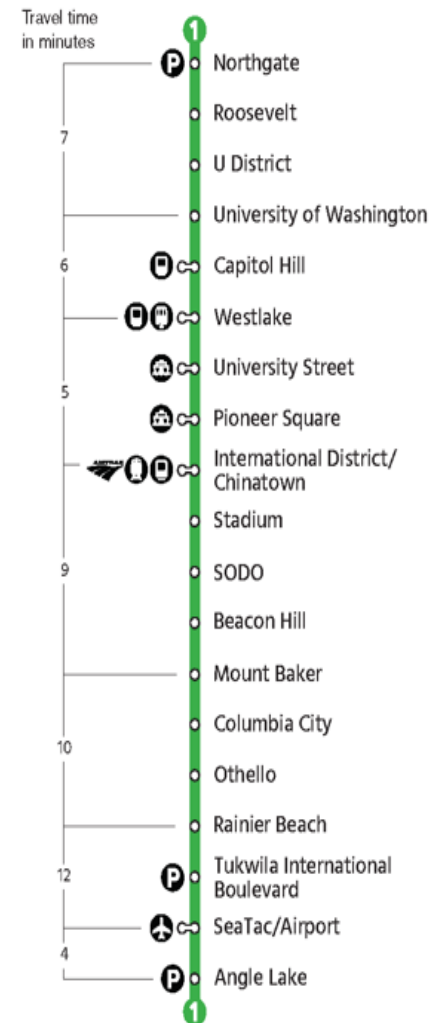 Travel time
in minutes
1
P
Northgate
Roosevelt
7
U District
University of Washington
6
Capitol Hill
Westlake
University Street
5
Pioneer Square
AMTRAK
International District/
Chinatown
Stadium
9
SODO
Beacon Hill
Mount Baker
Columbia City
10
Othello
Rainier Beach
12
P
Tukwila International
Boulevard
SeaTac/Airport
4
P
Angle Lake
1